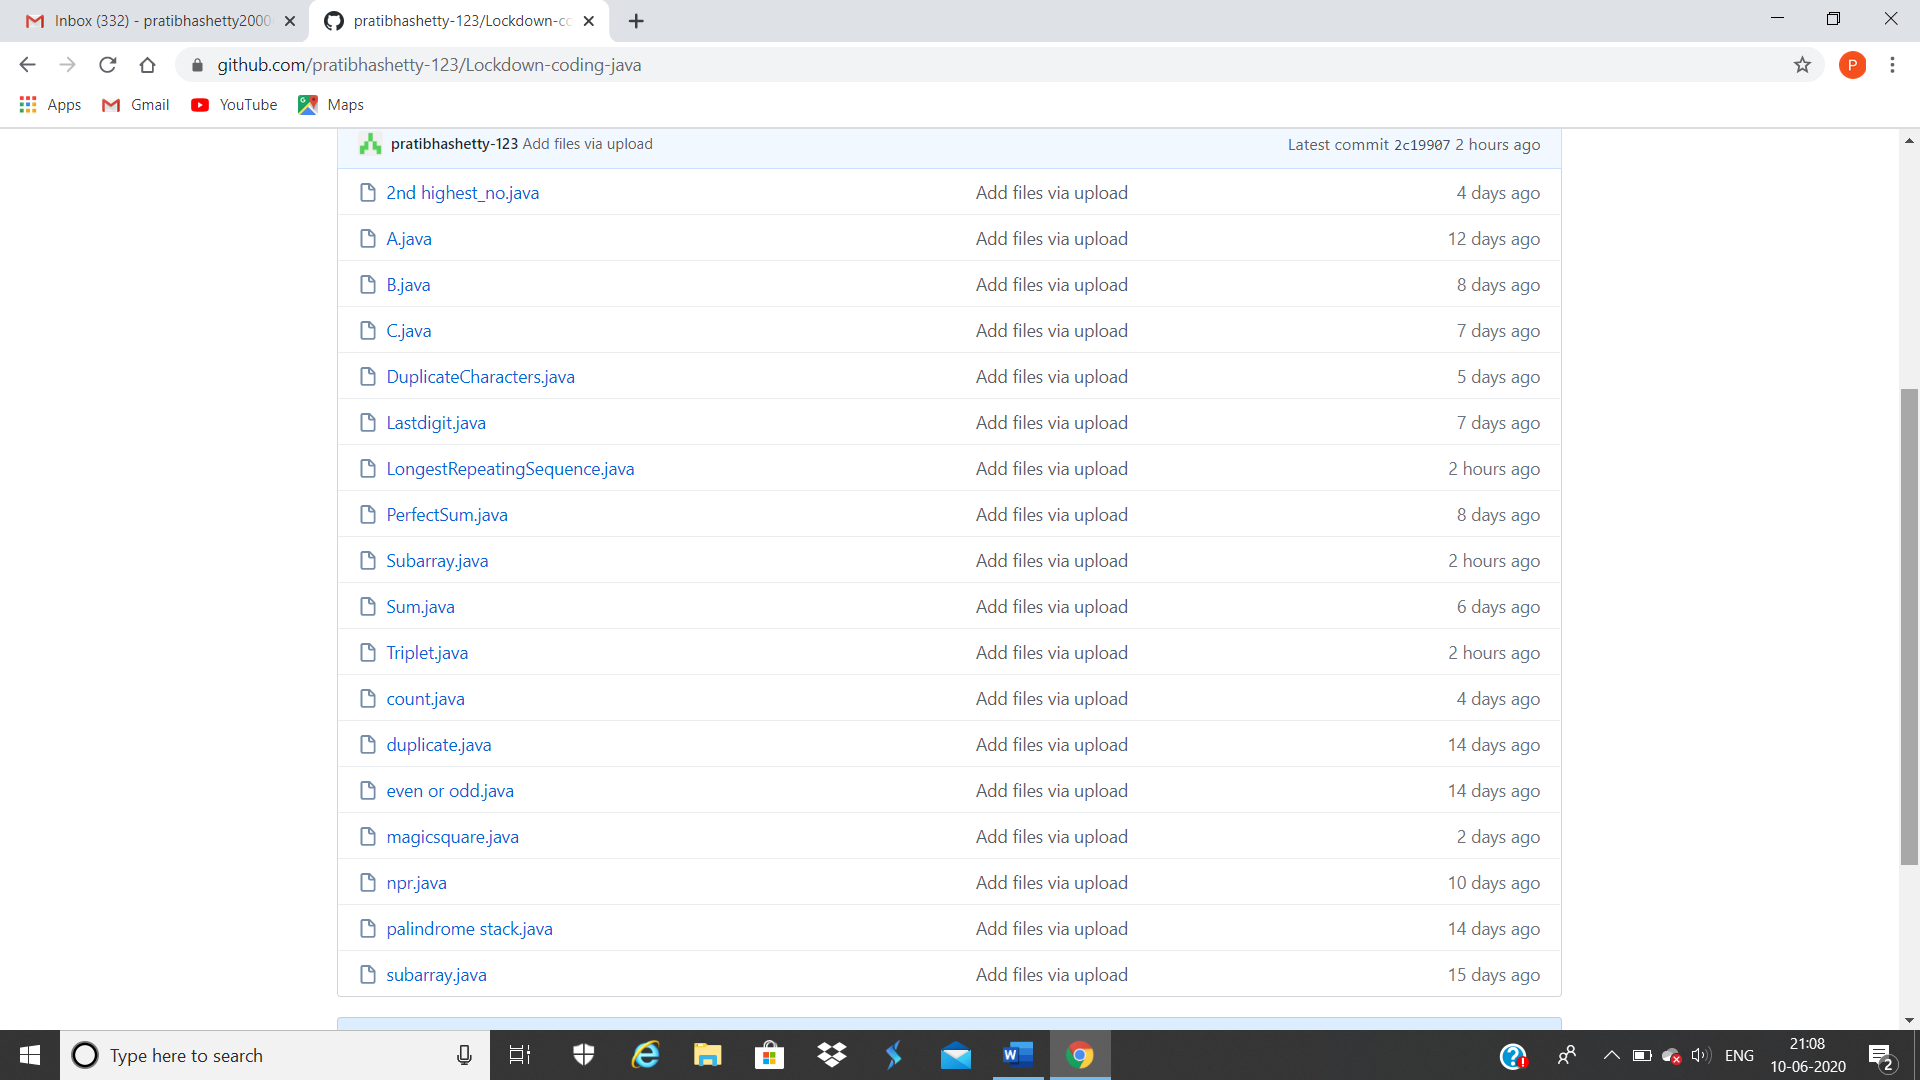 Inbox (332) - pratibhashetty2000
pratibhashetty-123/Lockdown-co
github.com/pratibhashetty-123/Lockdown-coding-java
P
Apps Gmail YouTube Maps
pratibhashetty-123 Add files via upload Latest commit 2c19907 2 hours ago
2nd highest_no.java Add files via upload 4 days ago
A.java Add files via upload 12 days ago
B.java Add files via upload 8 days ago
C.java Add files via upload 7 days ago
DuplicateCharacters.java Add files via upload 5 days ago
Lastdigit.java Add files via upload 7 days ago
LongestRepeatingSequence.java Add files via upload 2 hours ago
PerfectSum.java Add files via upload 8 days ago
Subarray.java Add files via upload 2 hours ago
Sum.java Add files via upload 6 days ago
Triplet.java Add files via upload 2 hours ago
count.java Add files via upload 4 days ago
duplicate.java Add files via upload 14 days ago
even or odd.java Add files via upload 14 days ago
magicsquare.java Add files via upload 2 days ago
npr.java Add files via upload 10 days ago
palindrome stack.java Add files via upload 14 days ago
subarray.java Add files via upload 15 days ago
Type here to search
ENG
21:08
10-06-2020
2